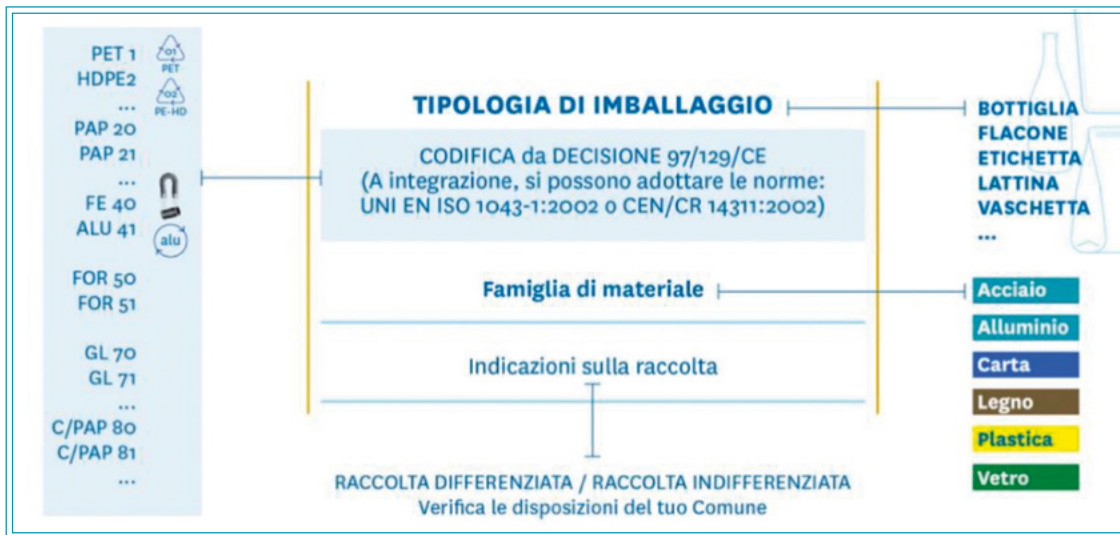 PET 1
HDPE2
...
PAP 20
PAP 21
...
FE 40
ALU 41
FOR 50
FOR 51
GL 70
GL 71
...
C/PAP 80
C/PAP 81
...
01
PET
02
PE-HD
alu
TIPOLOGIA DI IMBALLAGGIO
CODIFICA da DECISIONE 97/129/CE
(A integrazione, si possono adottare le norme:
UNI EN ISO 1043-1:2002 o CEN/CR 14311:2002)
Famiglia di materiale
Indicazioni sulla raccolta
RACCOLTA DIFFERENZIATA / RACCOLTA INDIFFERENZIATA
Verifica le disposizioni del tuo Comune
BOTTIGLIA
FLACONE
ETICHETTA
LATTINA
VASCHETTA
...
Acciaio
Alluminio
Carta
Legno
Plastica
Vetro